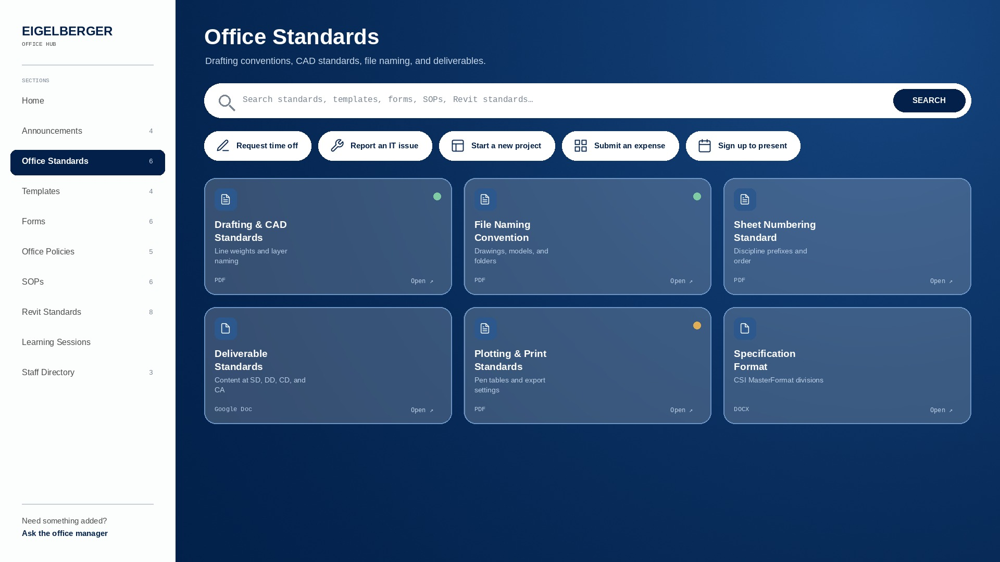 EIGELBERGER
OFFICE HUB
SECTIONS
Home
Announcements 4
Office Standards 6
Templates 4
Forms 6
Office Policies 5
SOPs 6
Revit Standards 8
Learning Sessions
Staff Directory 3
Need something added?
Ask the office manager
Office Standards
Drafting conventions, CAD standards, file naming, and deliverables.
Search standards, templates, forms, SOPs, Revit standards…
SEARCH
Request time off
Report an IT issue
Start a new project
Submit an expense
Sign up to present
Drafting & CAD
Standards
Line weights and layer
naming
PDF
Open ↗
File Naming
Convention
Drawings, models, and
folders
PDF
Open ↗
Sheet Numbering
Standard
Discipline prefixes and
order
PDF
Open ↗
Deliverable
Standards
Content at SD, DD, CD, and
CA
Google Doc
Open ↗
Plotting & Print
Standards
Pen tables and export
settings
PDF
Open ↗
Specification
Format
CSI MasterFormat divisions
DOCX
Open ↗